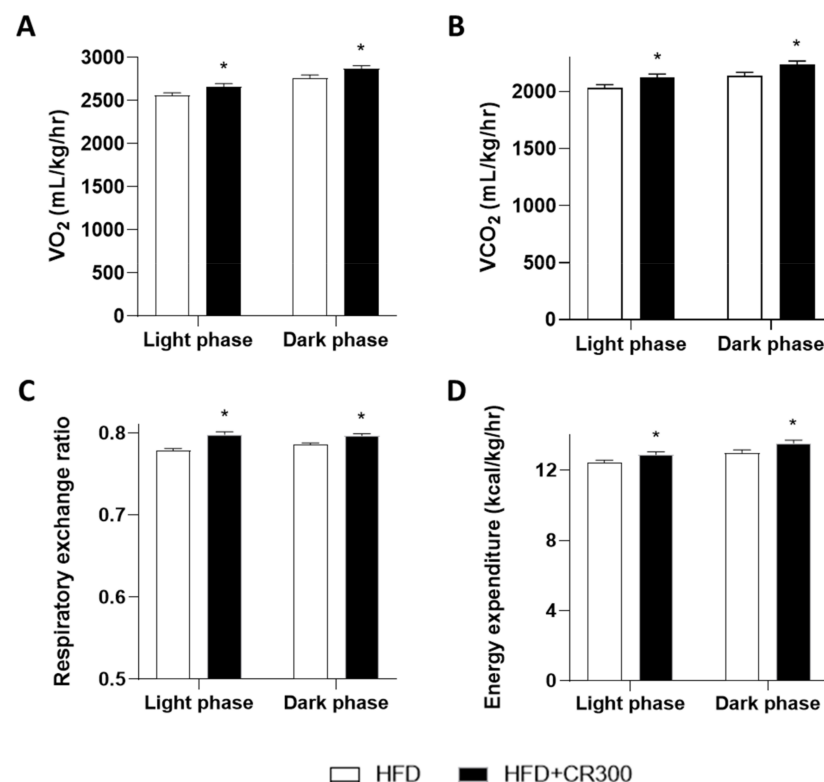 A
VO2 (mL/kg/hr)
3000
2500
2000
1500
1000
500
0
* *
Light phase Dark phase
B
VCO2 (mL/kg/hr)
2000
1500
1000
500
0
* *
Light phase Dark phase
C
Respiratory exchange ratio
0.8
0.7
0.6
0.5
* *
Light phase Dark phase
D
Energy expenditure (kcal/kg/hr)
12
8
4
0
* *
Light phase Dark phase
HFD HFD+CR300